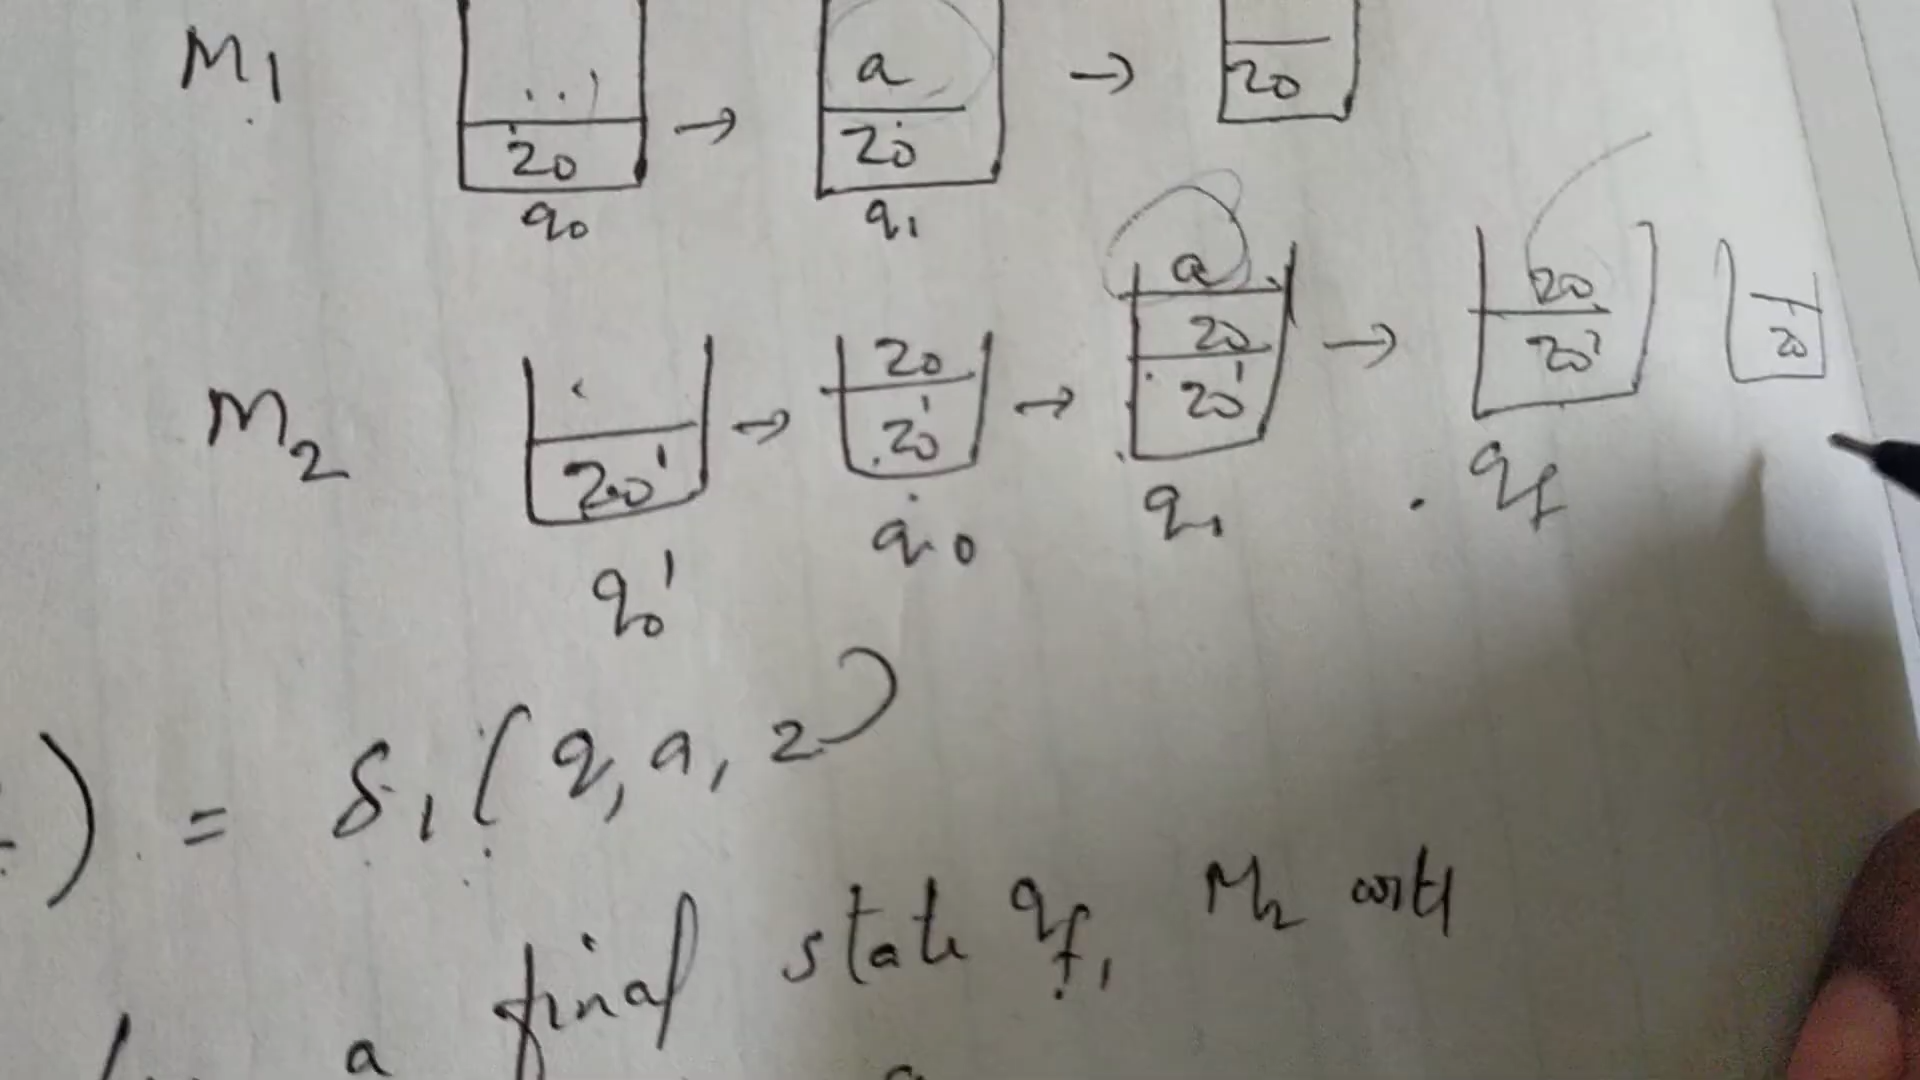 M1
z0 → a z0 → z0
q0 q1
M2
z0' → z0 z0' → a z0 z0' → z0 z0' z0
q0' q0 q1 qf
) = δ1(q, a, z)
final state qf, M2 with
a